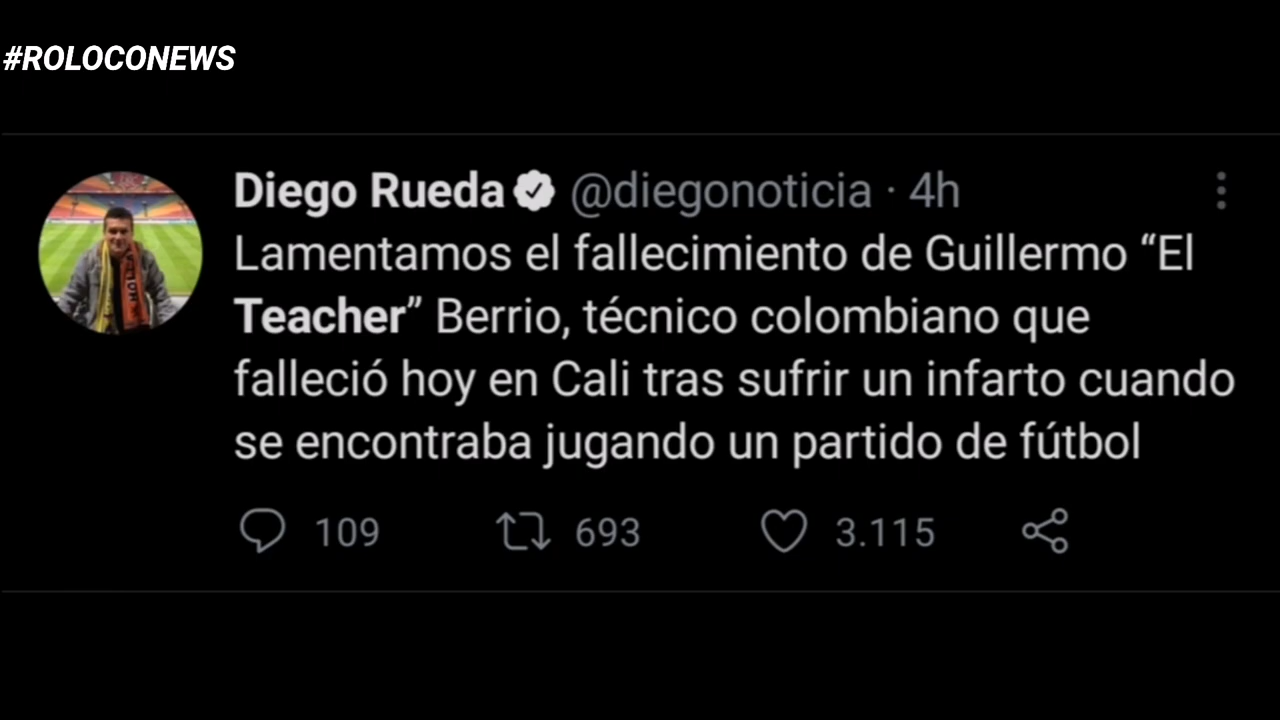 #ROLOCONEWS
Diego Rueda @diegonoticia · 4h
Lamentamos el fallecimiento de Guillermo “El
Teacher” Berrio, técnico colombiano que
falleció hoy en Cali tras sufrir un infarto cuando
se encontraba jugando un partido de fútbol
109 693 3.115